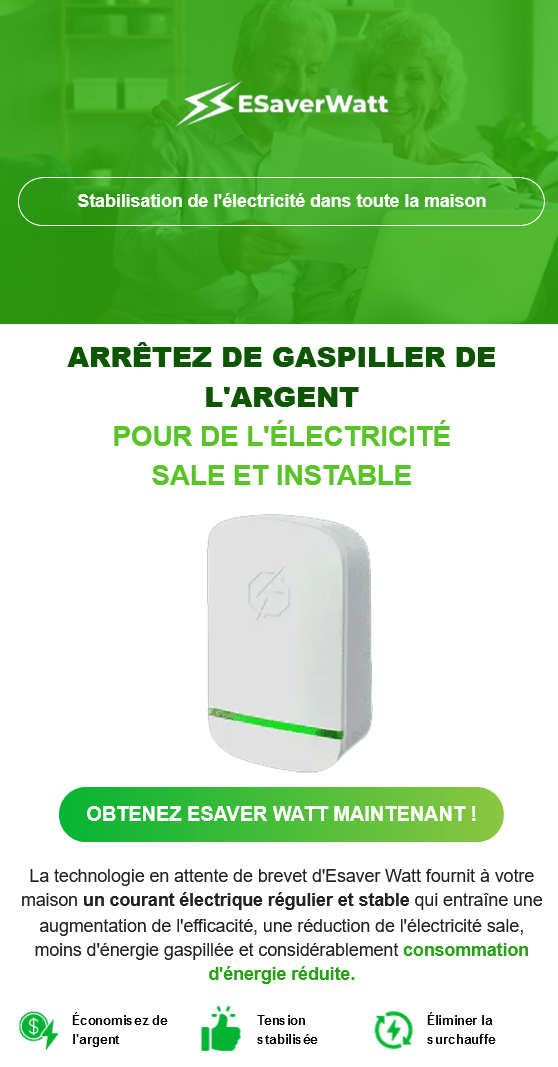 ESaverWatt
Stabilisation de l'électricité dans toute la maison
ARRÊTEZ DE GASPILLER DE
L'ARGENT
POUR DE L'ÉLECTRICITÉ
SALE ET INSTABLE
OBTENEZ ESAVER WATT MAINTENANT !
La technologie en attente de brevet d'Esaver Watt fournit à votre
maison un courant électrique régulier et stable qui entraîne une
augmentation de l'efficacité, une réduction de l'électricité sale,
moins d'énergie gaspillée et considérablement consommation
d'énergie réduite.
Économisez de
l'argent
Tension
stabilisée
Éliminer la
surchauffe